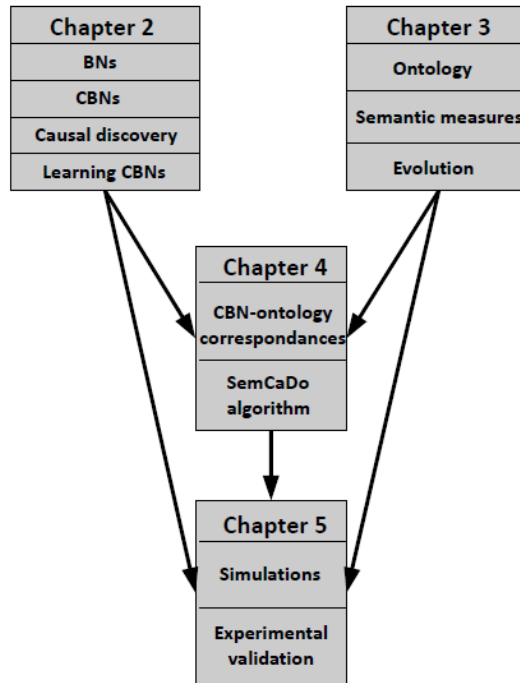 Chapter 2
BNs
CBNs
Causal discovery
Learning CBNs
Chapter 3
Ontology
Semantic measures
Evolution
Chapter 4
CBN-ontology
correspondances
SemCaDo
algorithm
Chapter 5
Simulations
Experimental
validation